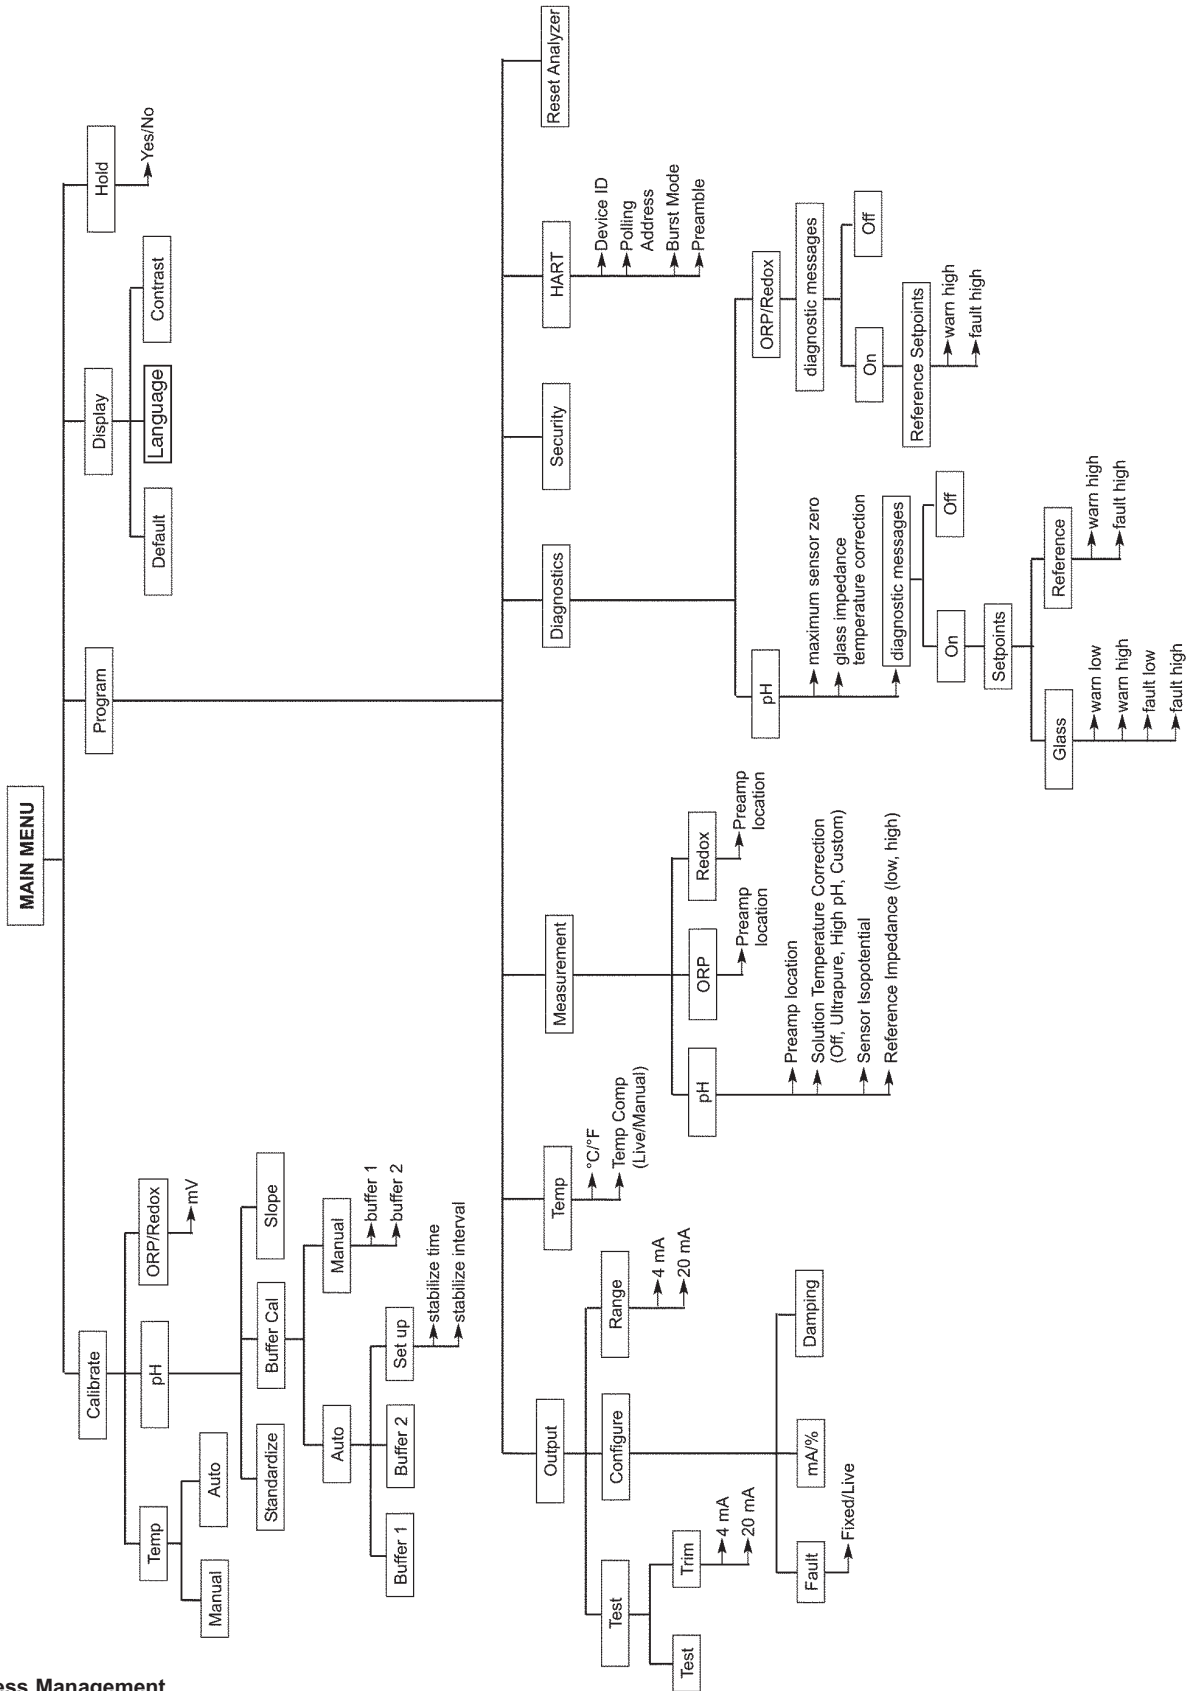 MAIN MENU
Calibrate
Program
Display
Hold
Yes/No
Default
Language
Contrast
Temp
pH
ORP/Redox
mV
Manual
Auto
Standardize
Buffer Cal
Slope
Auto
Manual
buffer 1
buffer 2
Buffer 1
Buffer 2
Set up
stabilize time
stabilize interval
Output
Temp
Measurement
Diagnostics
Security
HART
Reset Analyzer
Test
Configure
Range
4 mA
20 mA
Test
Trim
4 mA
20 mA
Fault
mA/%
Damping
Fixed/Live
°C/°F
Temp Comp
(Live/Manual)
pH
ORP
Redox
Preamp
location
Preamp
location
Preamp location
Solution Temperature Correction
(Off, Ultrapure, High pH, Custom)
Sensor Isopotential
Reference Impedance (low, high)
Device ID
Polling
Address
Burst Mode
Preamble
pH
ORP/Redox
maximum sensor zero
glass impedance
temperature correction
diagnostic messages
On
Off
Setpoints
Glass
Reference
warn low
warn high
fault low
fault high
warn high
fault high
diagnostic messages
On
Off
Reference Setpoints
warn high
fault high
ess Management